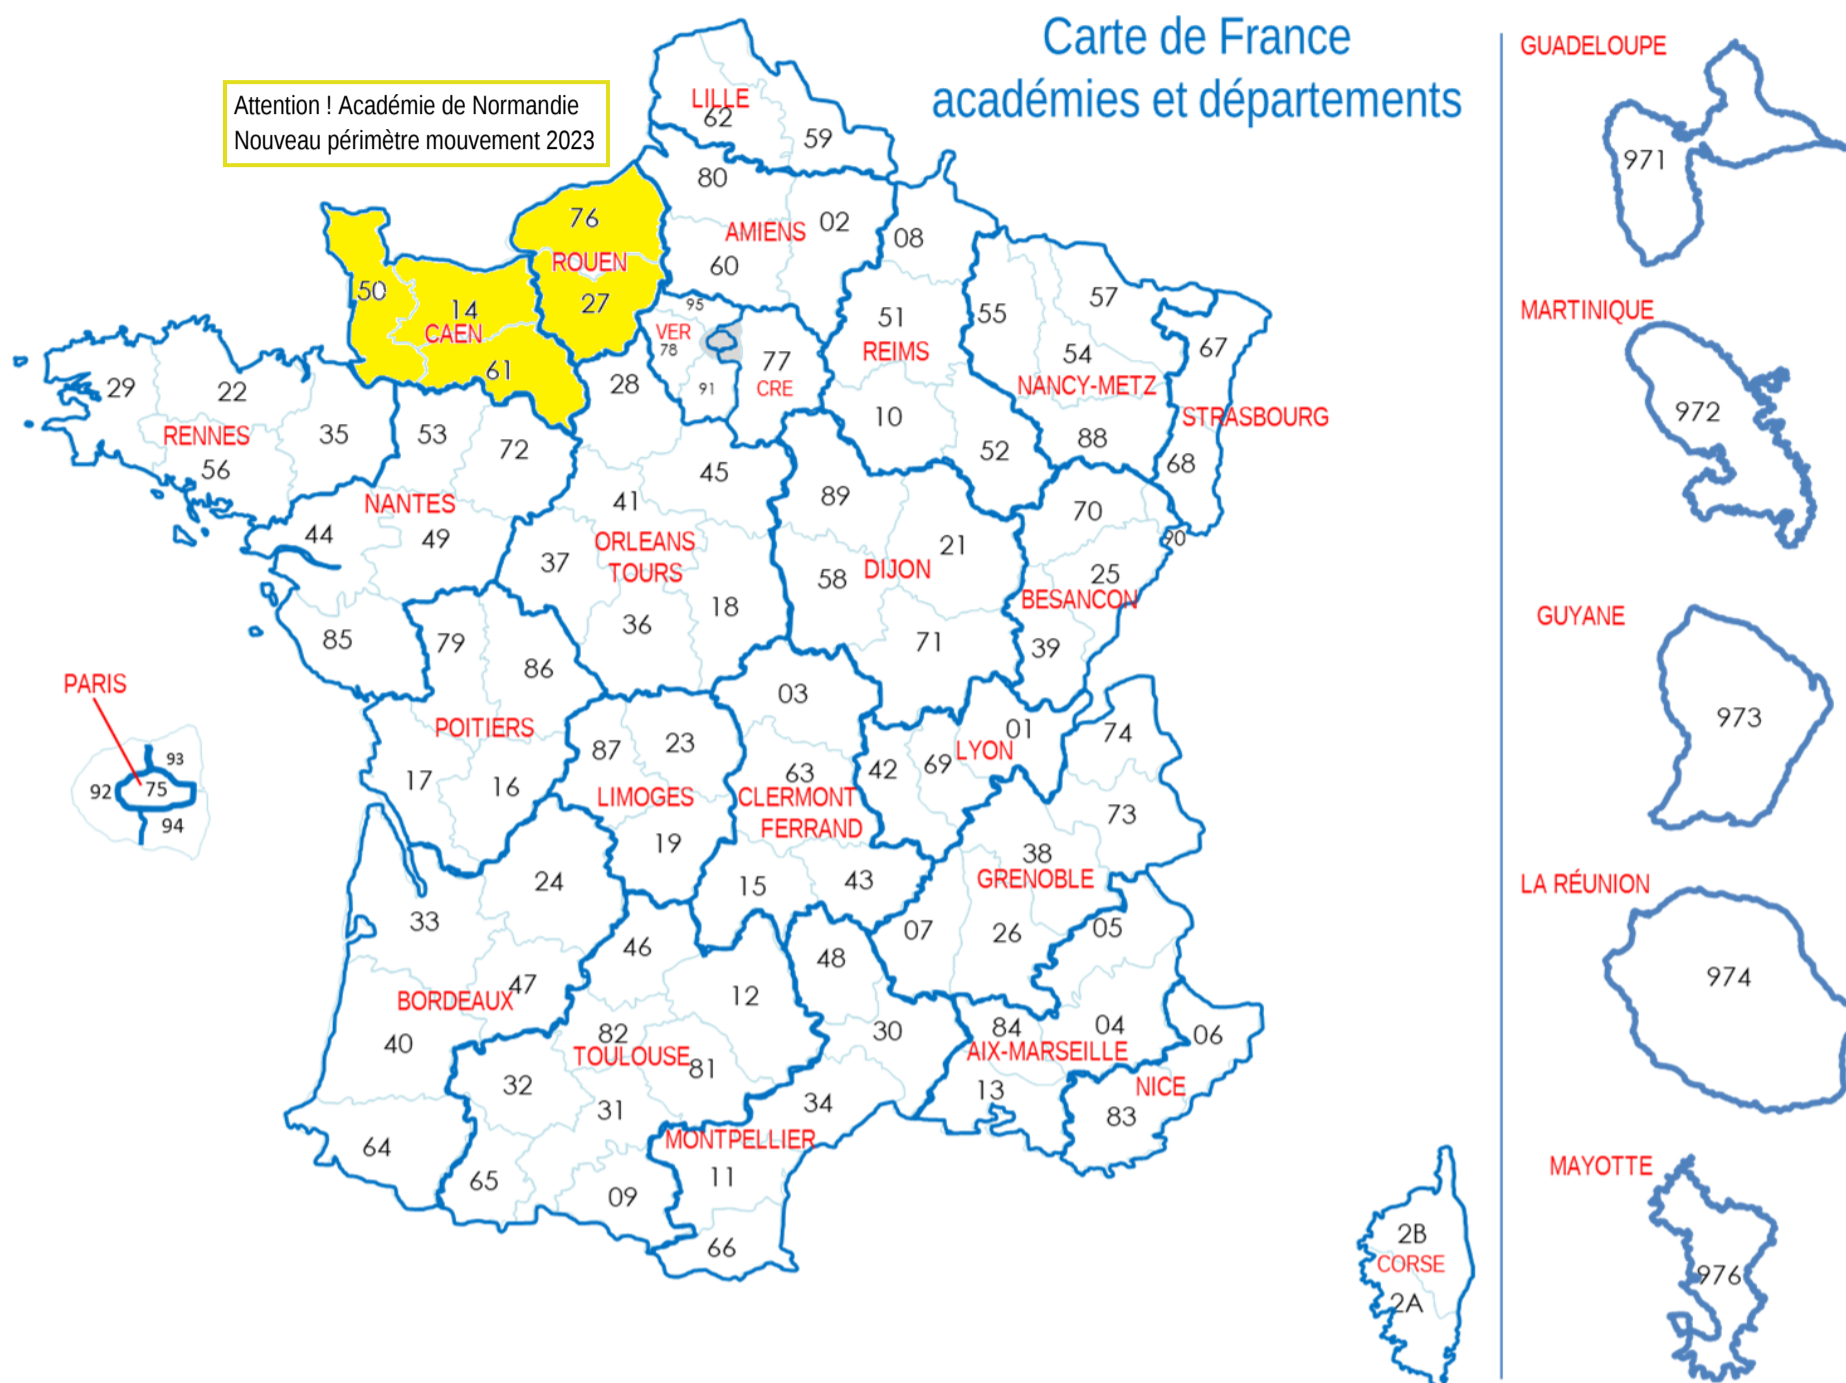 Carte de France
académies et départements
Attention ! Académie de Normandie
Nouveau périmètre mouvement 2023
LILLE
62
59
80
AMIENS
02
60
08
76
ROUEN
27
50
14
CAEN
61
95
VER
78
91
77
CRE
51
REIMS
10
52
55
57
54
NANCY-METZ
88
67
STRASBOURG
68
29
22
RENNES
35
56
53
72
NANTES
44
49
85
28
45
41
ORLEANS
TOURS
37
18
36
89
21
58
DIJON
71
70
90
25
BESANCON
39
79
86
POITIERS
17
16
PARIS
93
92
75
94
87
23
LIMOGES
19
03
63
CLERMONT
FERRAND
15
43
42
69
LYON
01
74
73
38
GRENOBLE
07
26
05
24
33
47
BORDEAUX
40
64
46
12
82
TOULOUSE
81
32
31
65
09
48
30
34
MONTPELLIER
11
66
84
04
AIX-MARSEILLE
13
06
NICE
83
2B
CORSE
2A
GUADELOUPE
971
MARTINIQUE
972
GUYANE
973
LA RÉUNION
974
MAYOTTE
976